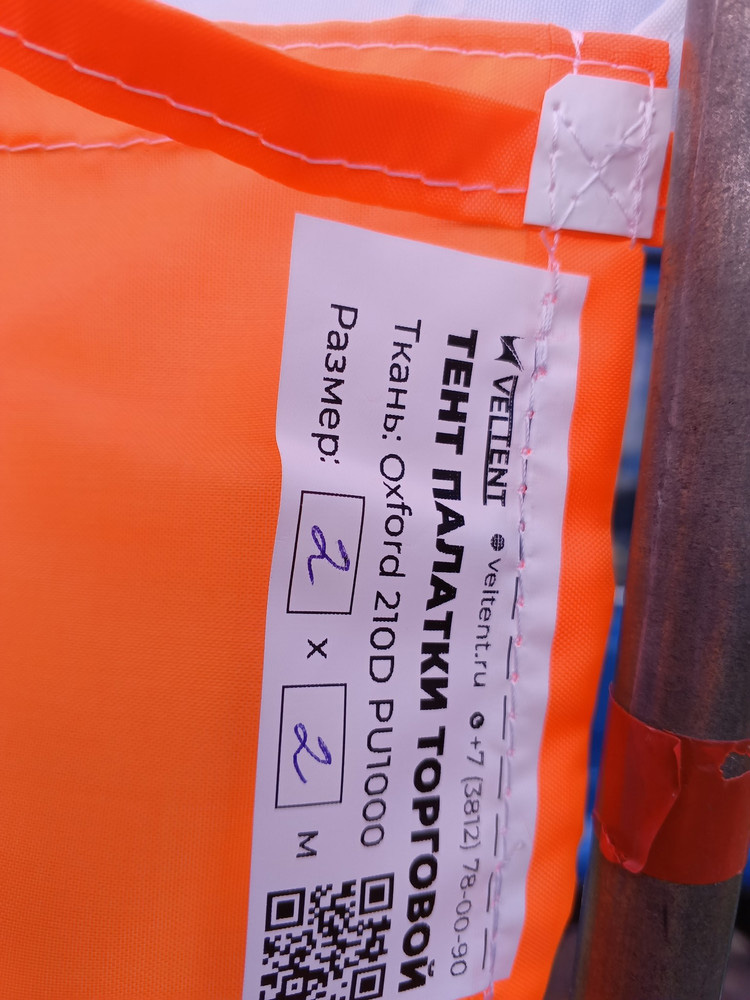 VELTENT veltent.ru +7 (3812) 78-00-90
ТЕНТ ПАЛАТКИ ТОРГОВОЙ
Ткань: Oxford 210D PU1000
Размер: 2 x 2 м